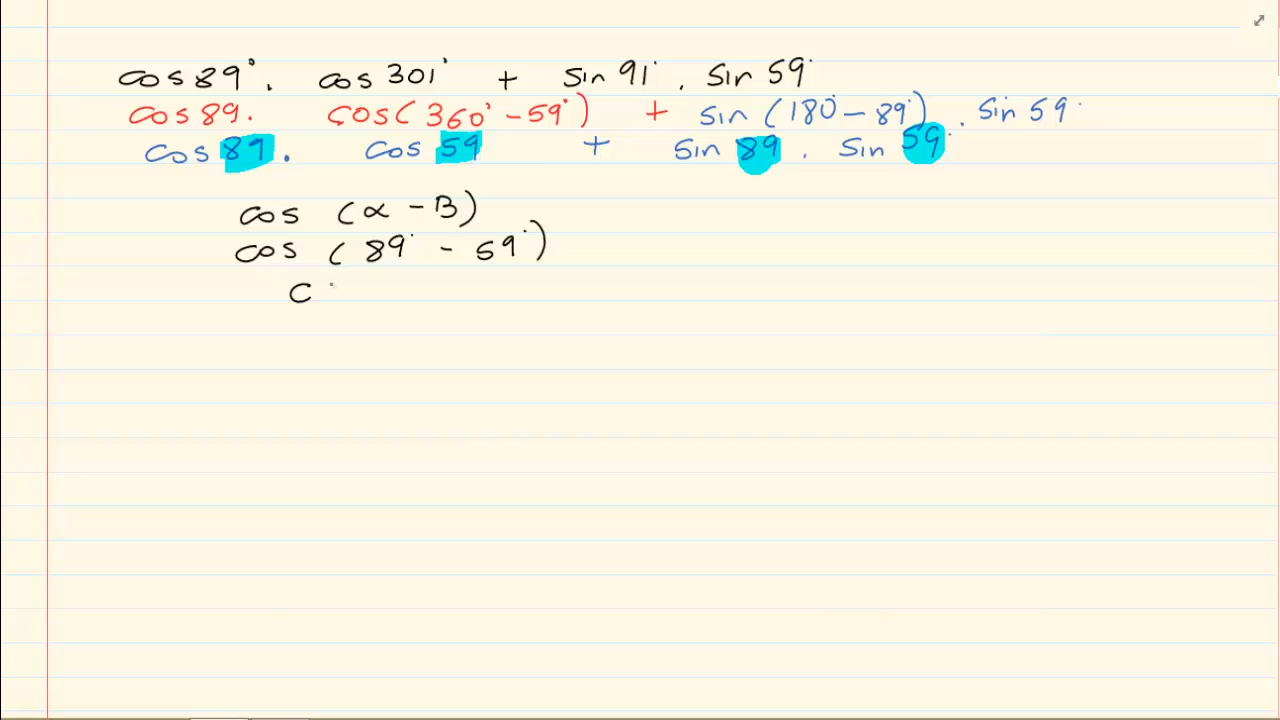 cos 89°. cos 301° + sin 91°. sin 59°
cos 89. cos(360° - 59°) + sin (180° - 89°). sin 59.
cos 89. cos 59 + sin 89. sin 59.
cos (α - B)
cos (89° - 59°)
c